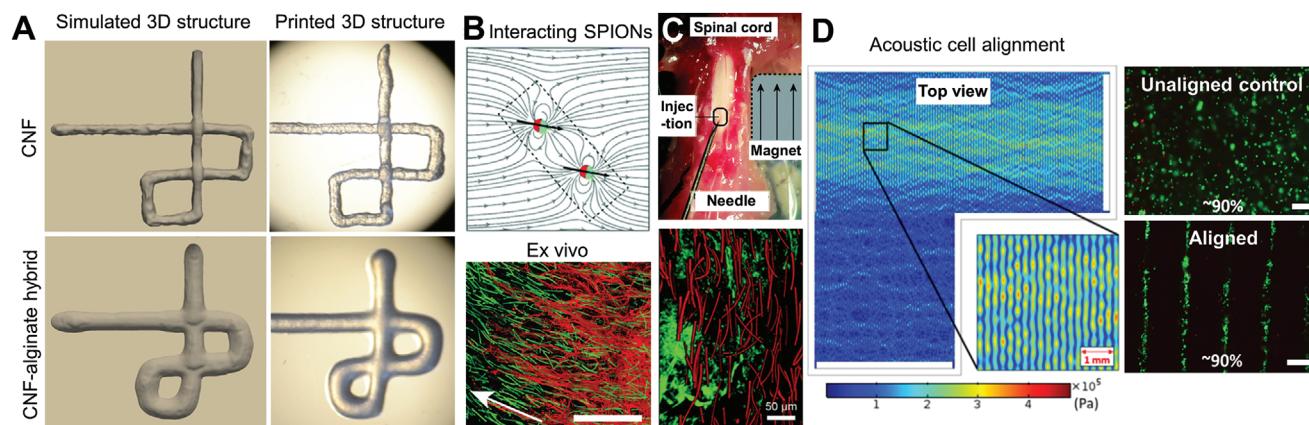 A
Simulated 3D structure
Printed 3D structure
CNF
CNF-alginate hybrid
B
Interacting SPIONs
Ex vivo
C
Spinal cord
Injec
-tion
Magnet
Needle
50 µm
D
Acoustic cell alignment
Top view
1 mm
1
2
3
4
×10⁵
(Pa)
Unaligned control
~90%
Aligned
~90%